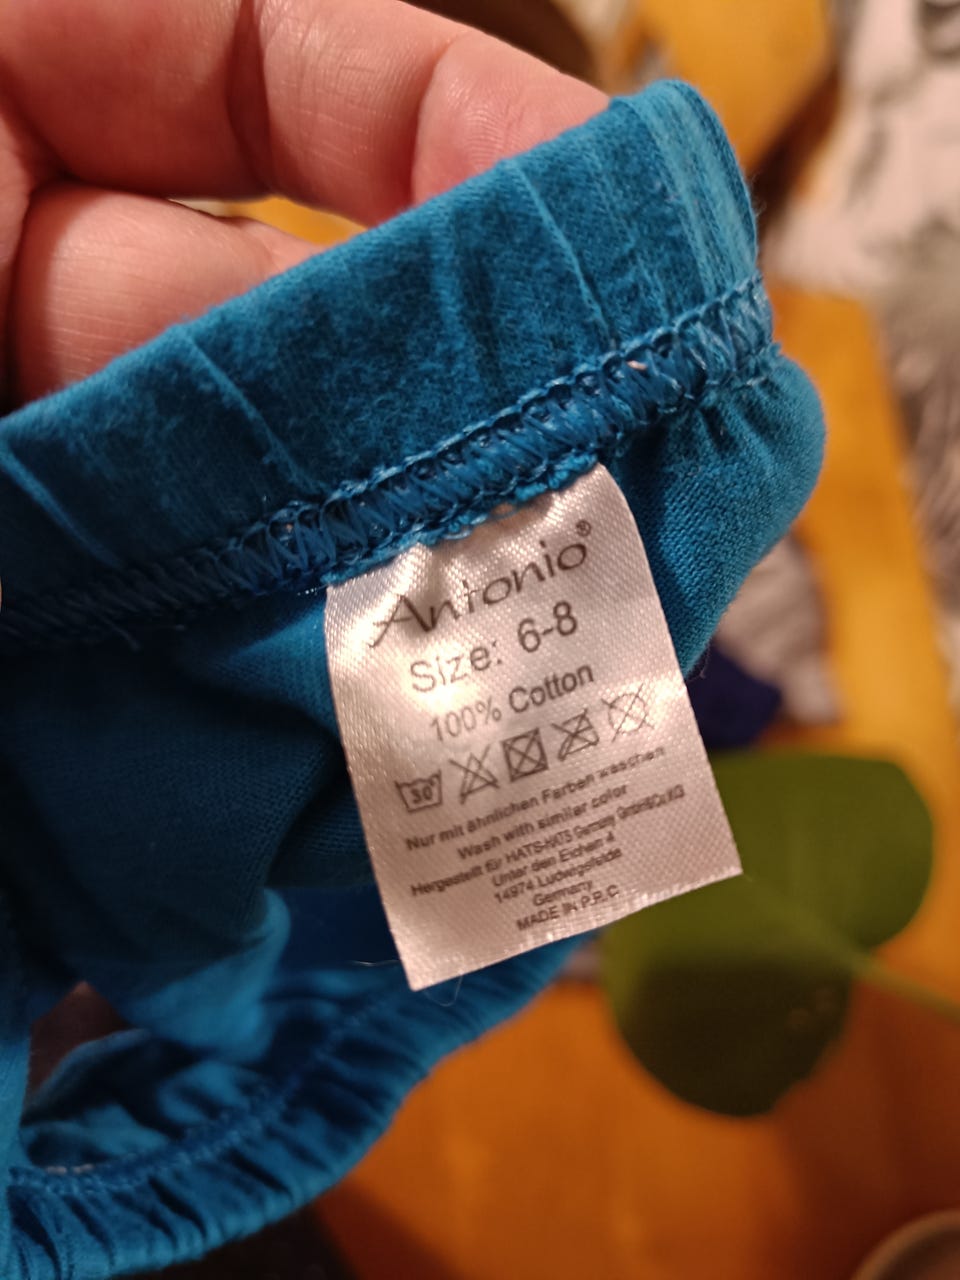 Antonio®
Size: 6-8
100% Cotton
30°
Nur mit ähnlichen Farben waschen
Wash with similar color
Hergestellt für HATS-HATS Germany GmbH&Co.KG
Unter den Eichen 4
14974 Ludwigsfelde
Germany
MADE IN P.R.C